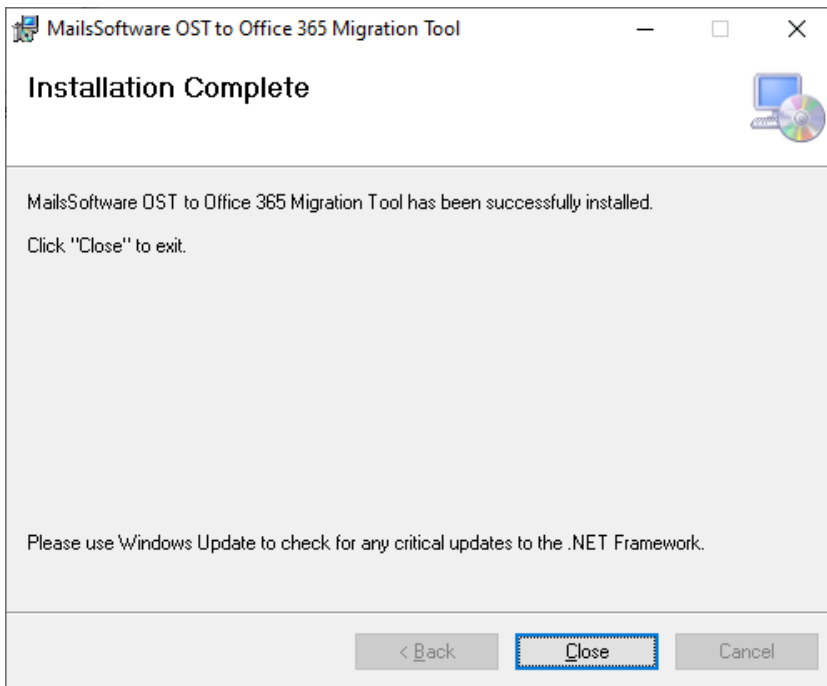 MailsSoftware OST to Office 365 Migration Tool
Installation Complete
MailsSoftware OST to Office 365 Migration Tool has been successfully installed.
Click "Close" to exit.
Please use Windows Update to check for any critical updates to the .NET Framework.
< Back
Close
Cancel